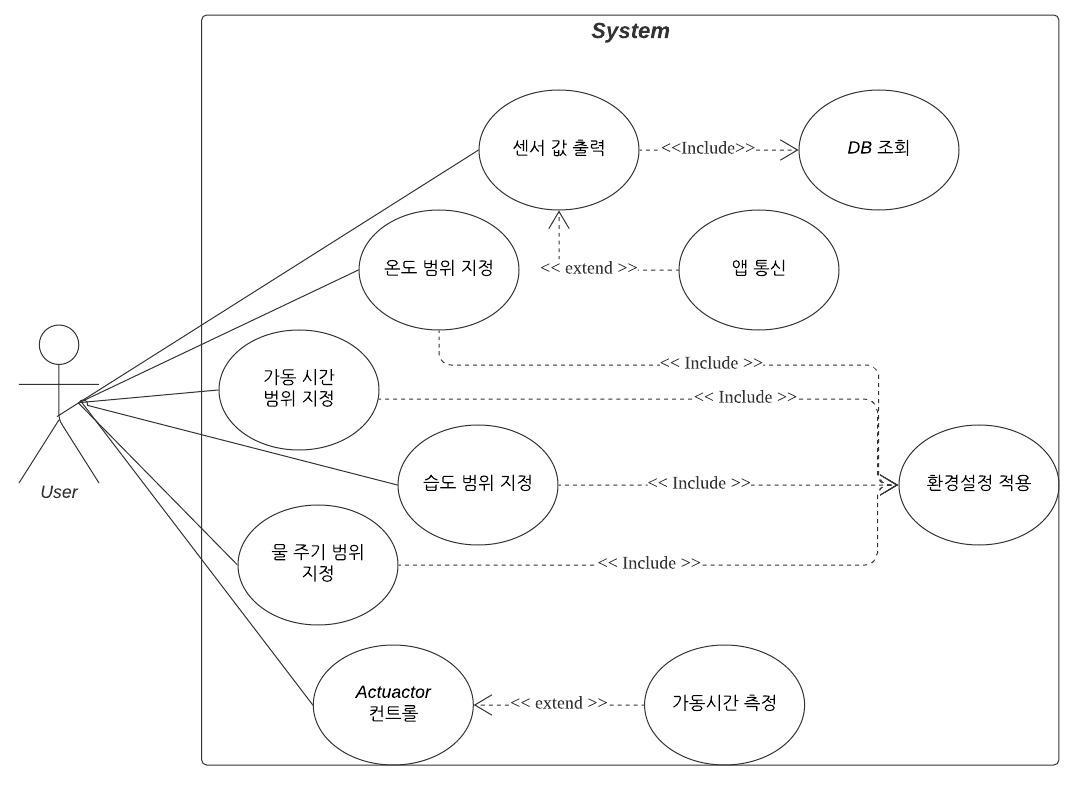 System
센서 값 출력
<<Include>>
DB 조회
온도 범위 지정
<< extend >>
앱 통신
<< Include >>
가동 시간
범위 지정
<< Include >>
습도 범위 지정
<< Include >>
환경설정 적용
User
물 주기 범위
지정
<< Include >>
Actuactor
컨트롤
<< extend >>
가동시간 측정